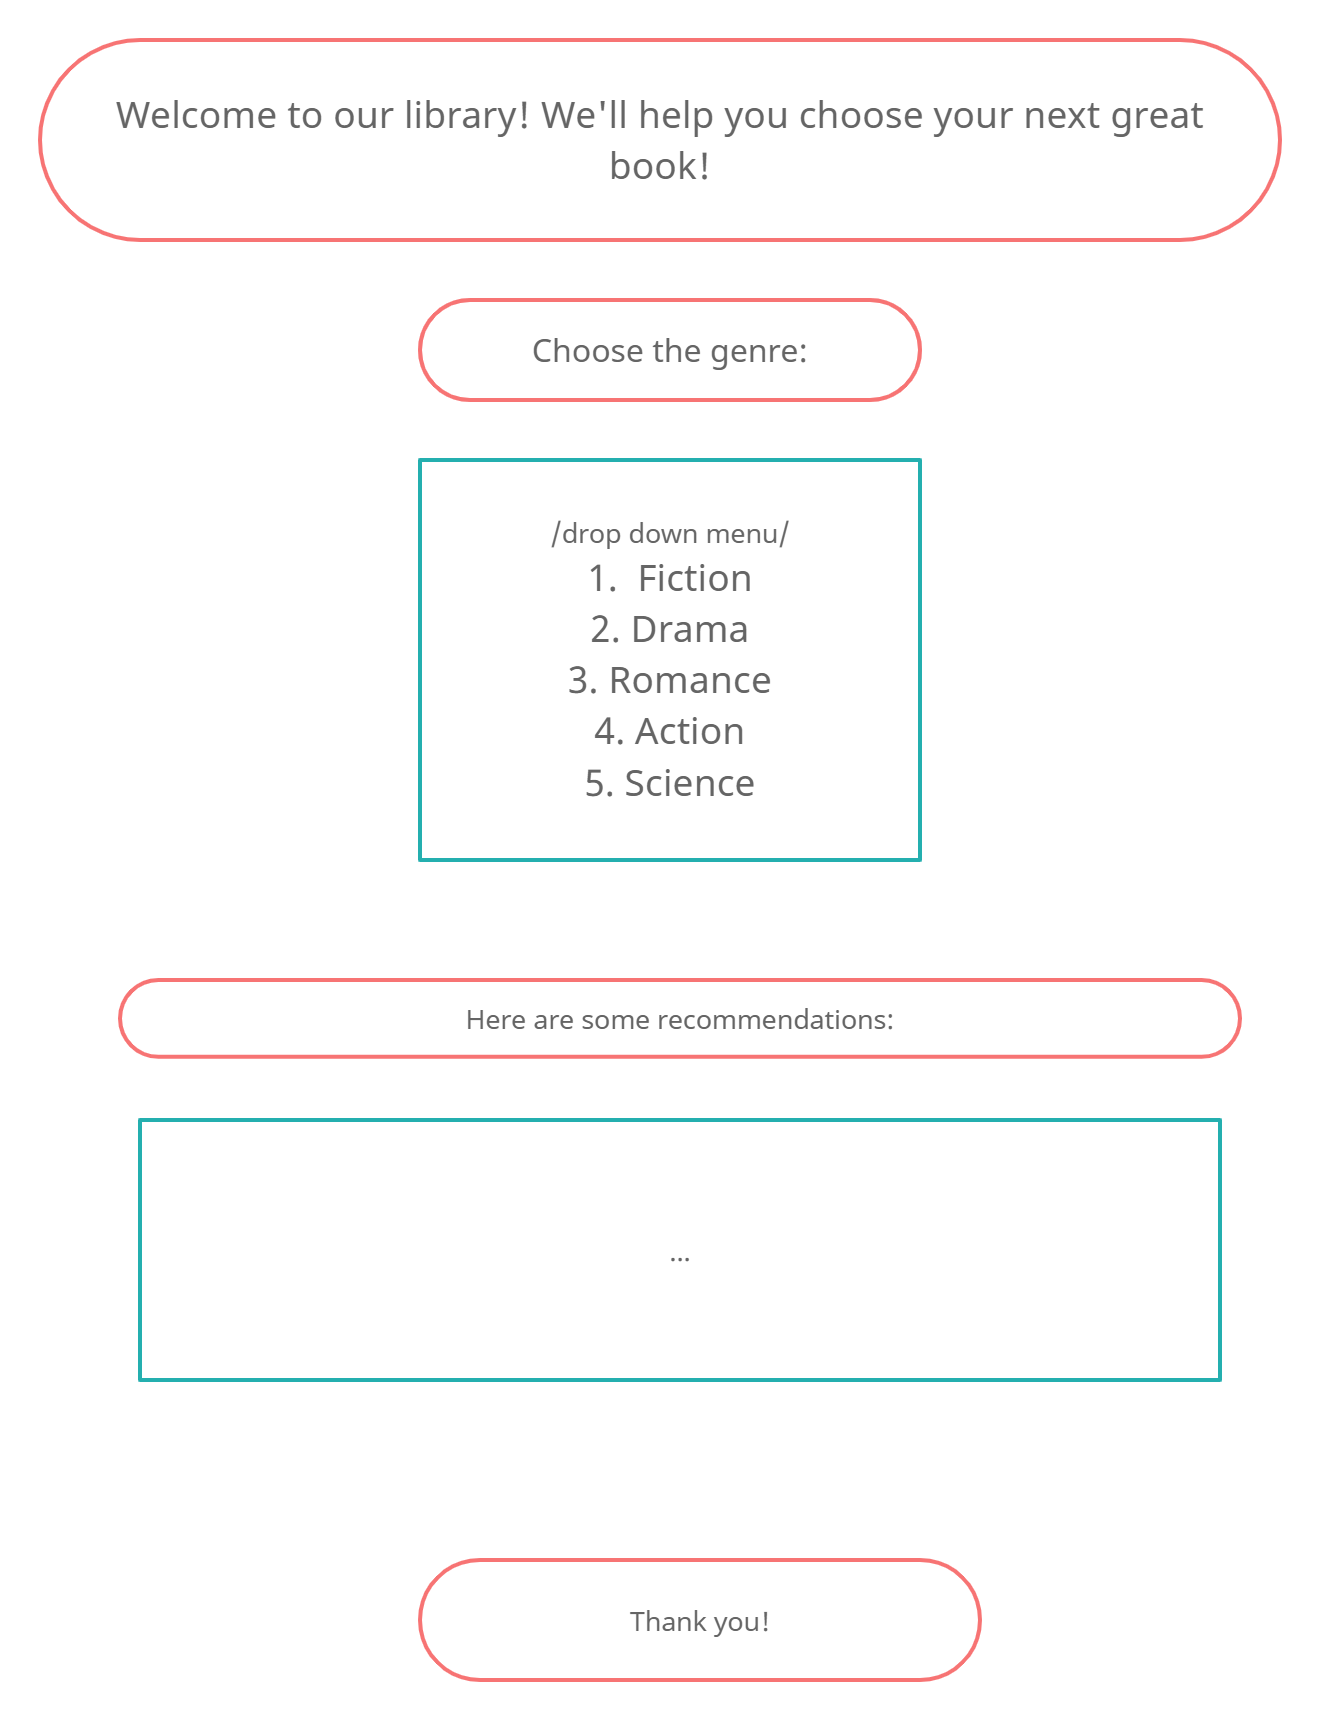 Welcome to our library! We'll help you choose your next great
book!
Choose the genre:
/drop down menu/
1.  Fiction
2. Drama
3. Romance
4. Action
5. Science
Here are some recommendations:
...
Thank you!